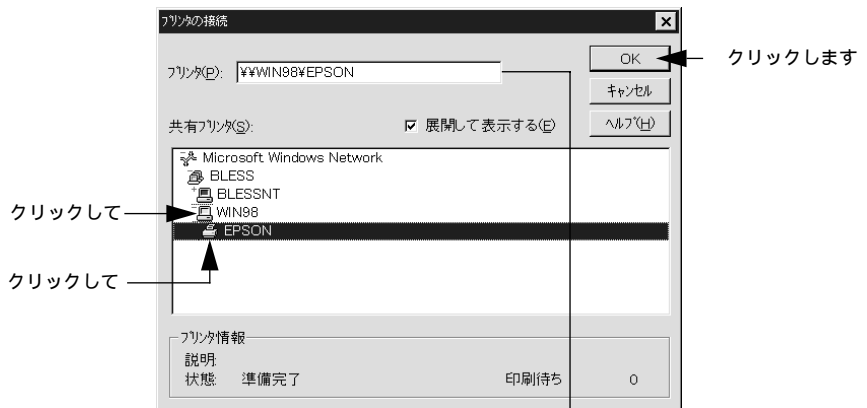 プリンタの接続
プリンタ(P): ¥¥WIN98¥EPSON
OK
クリックします
キャンセル
共有プリンタ(S):
展開して表示する(E)
ヘルプ(H)
Microsoft Windows Network
BLESS
BLESSNT
クリックして
WIN98
EPSON
クリックして
プリンタ情報
説明:
状態: 準備完了 印刷待ち 0